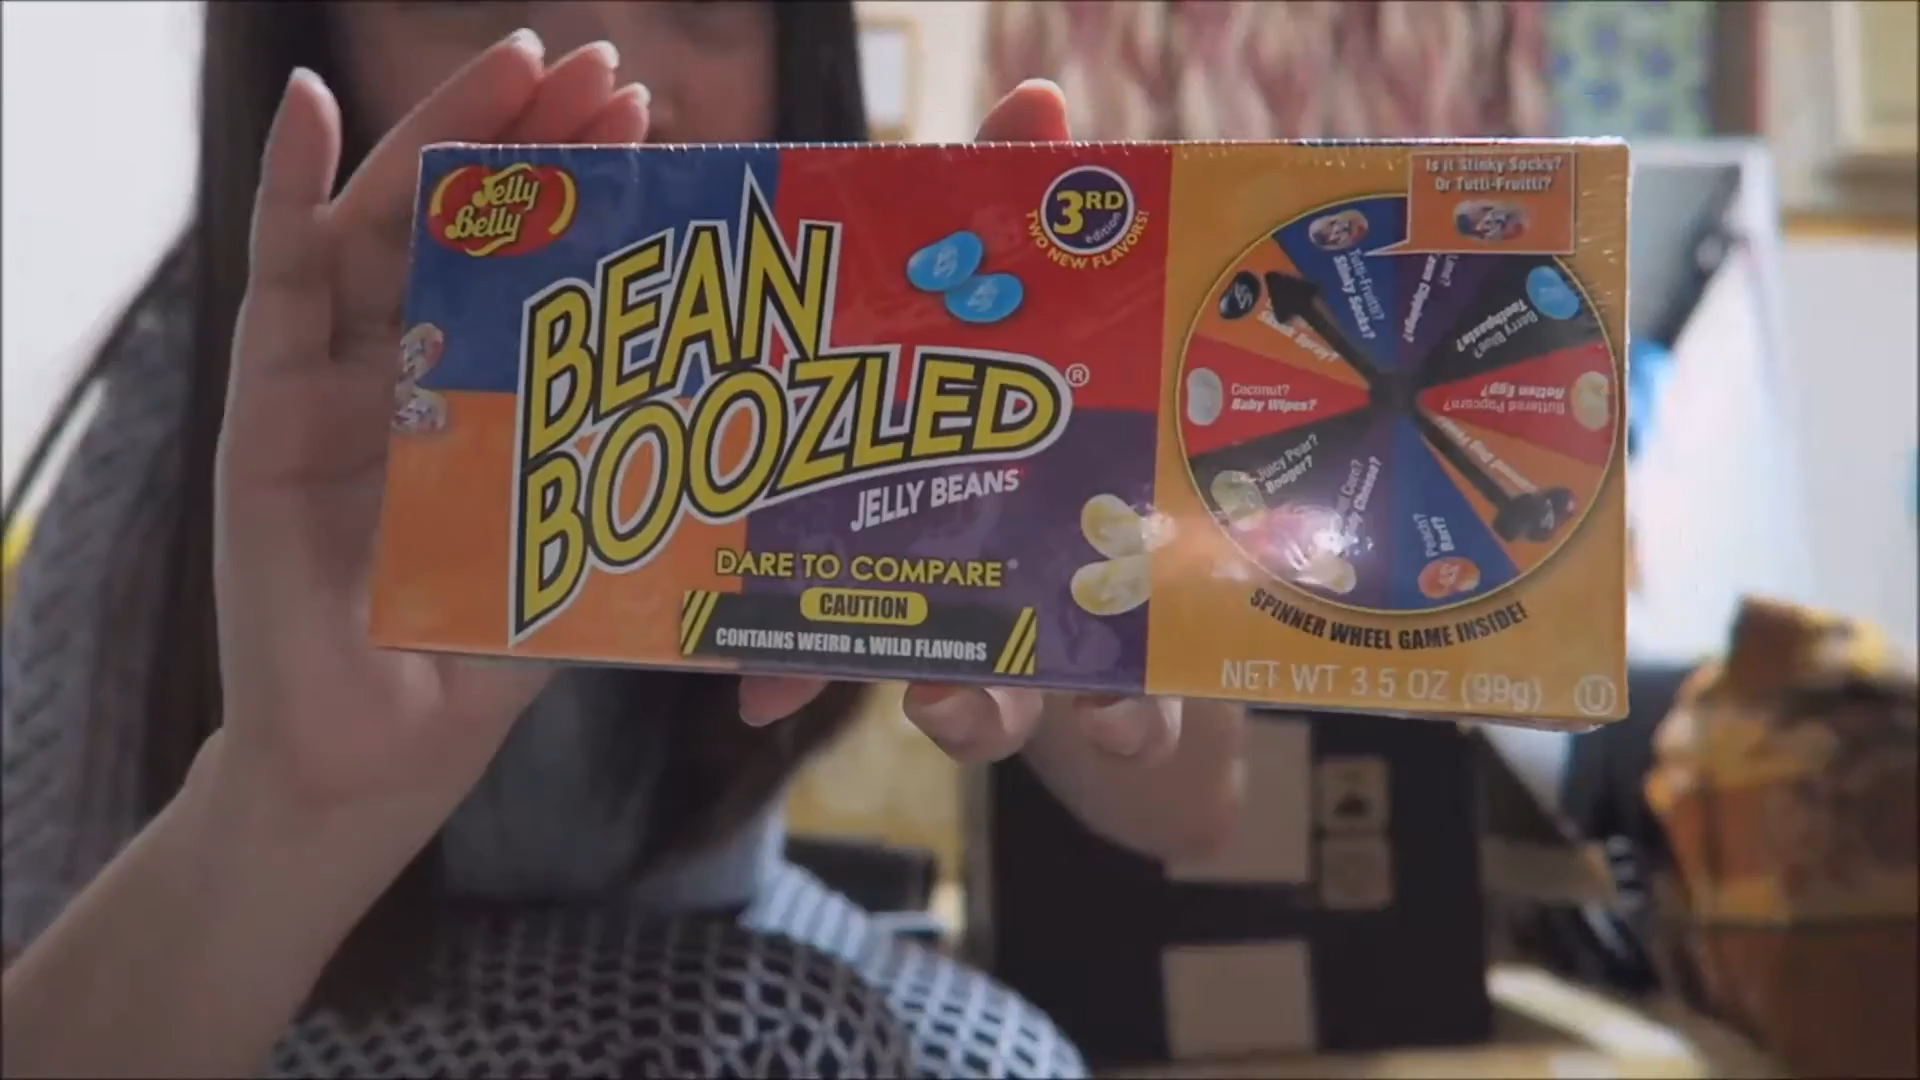 Jelly
Belly
BEAN
BOOZLED®
JELLY BEANS
DARE TO COMPARE
CAUTION
CONTAINS WEIRD & WILD FLAVORS
3RD
edition
TWO NEW FLAVORS!
Is it Stinky Socks?
Or Tutti-Fruitti?
Tutti-Fruitti?
Stinky Socks?
Berry Blue?
Toothpaste?
Buttered Popcorn?
Rotten Egg?
Peach?
Barf?
Juicy Pear?
Booger?
Coconut?
Baby Wipes?
SPINNER WHEEL GAME INSIDE!
NET WT 3.5 OZ (99g)
U